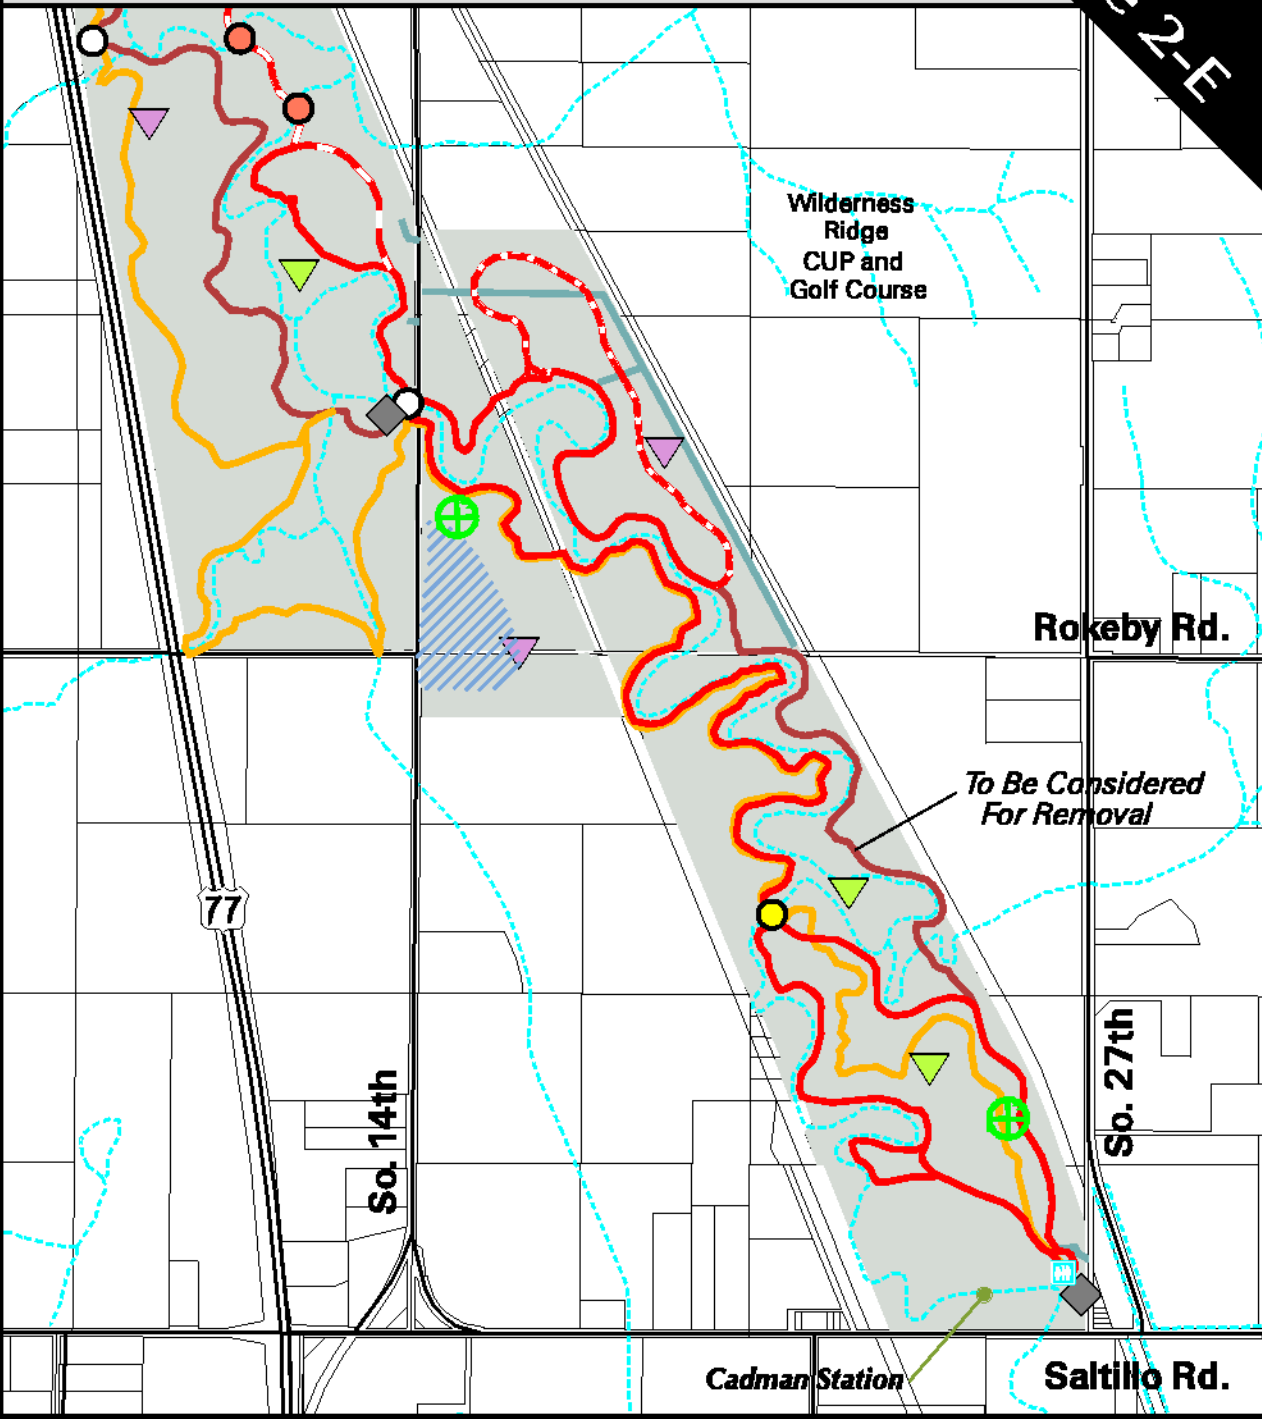 e 2-E
Wilderness
Ridge
CUP and
Golf Course
Rokeby Rd.
To Be Considered
For Removal
77
So. 14th
So. 27th
Cadman Station
Saltillo Rd.